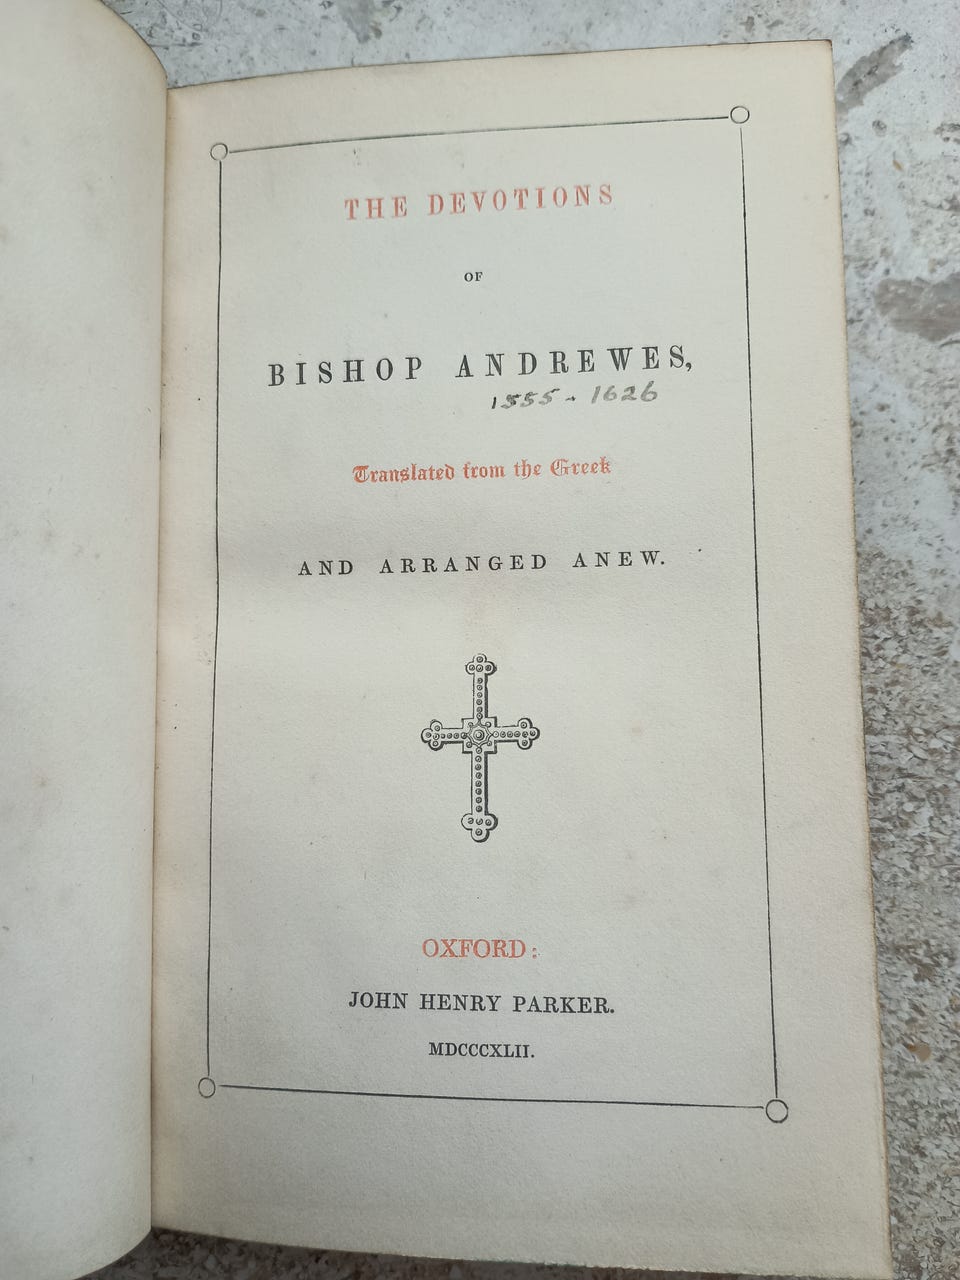 THE DEVOTIONS
OF
BISHOP ANDREWES,
1555 - 1626
Translated from the Greek
AND ARRANGED ANEW.
OXFORD:
JOHN HENRY PARKER.
MDCCCXLII.